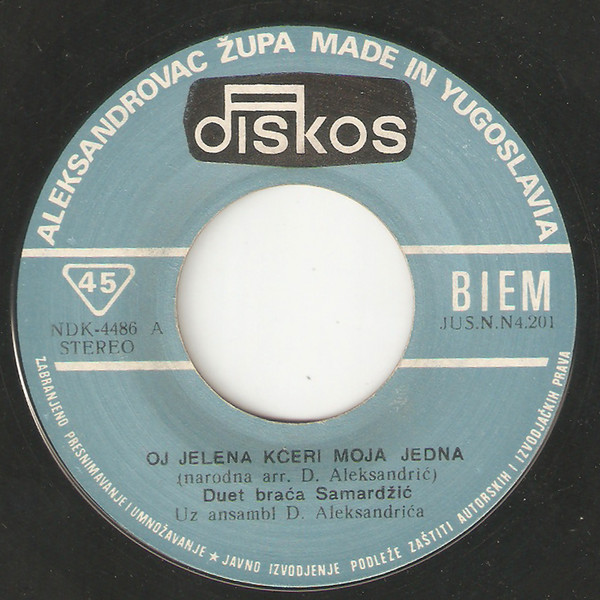 ALEKSANDROVAC ŽUPA MADE IN YUGOSLAVIA
diskos
45
NDK-4486 A
STEREO
BIEM
JUS.N.N4.201
OJ JELENA KĆERI MOJA JEDNA
(narodna arr. D. Aleksandrić)
Duet braća Samardžić
Uz ansambl D. Aleksandrića
ZABRANJENO PRESNIMAVANJE I UMNOŽAVANJE ★ JAVNO IZVODJENJE PODLEŽE ZAŠTITI AUTORSKIH I IZVODJAČKIH PRAVA